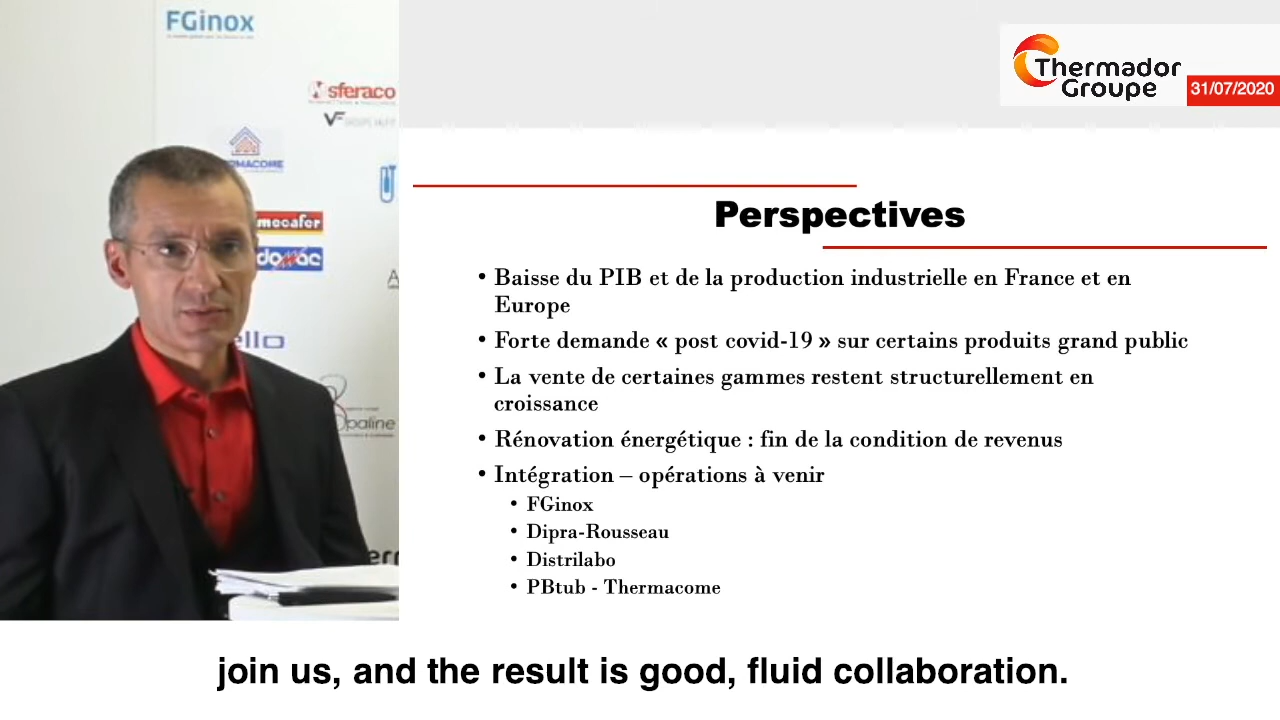 FGinox
sferaco
mecafer
domac
Thermador
Groupe
31/07/2020
Perspectives
• Baisse du PIB et de la production industrielle en France et en
Europe
• Forte demande « post covid-19 » sur certains produits grand public
• La vente de certaines gammes restent structurellement en
croissance
• Rénovation énergétique : fin de la condition de revenus
• Intégration – opérations à venir
• FGinox
• Dipra-Rousseau
• Distrilabo
• PBtub - Thermacome
join us, and the result is good, fluid collaboration.